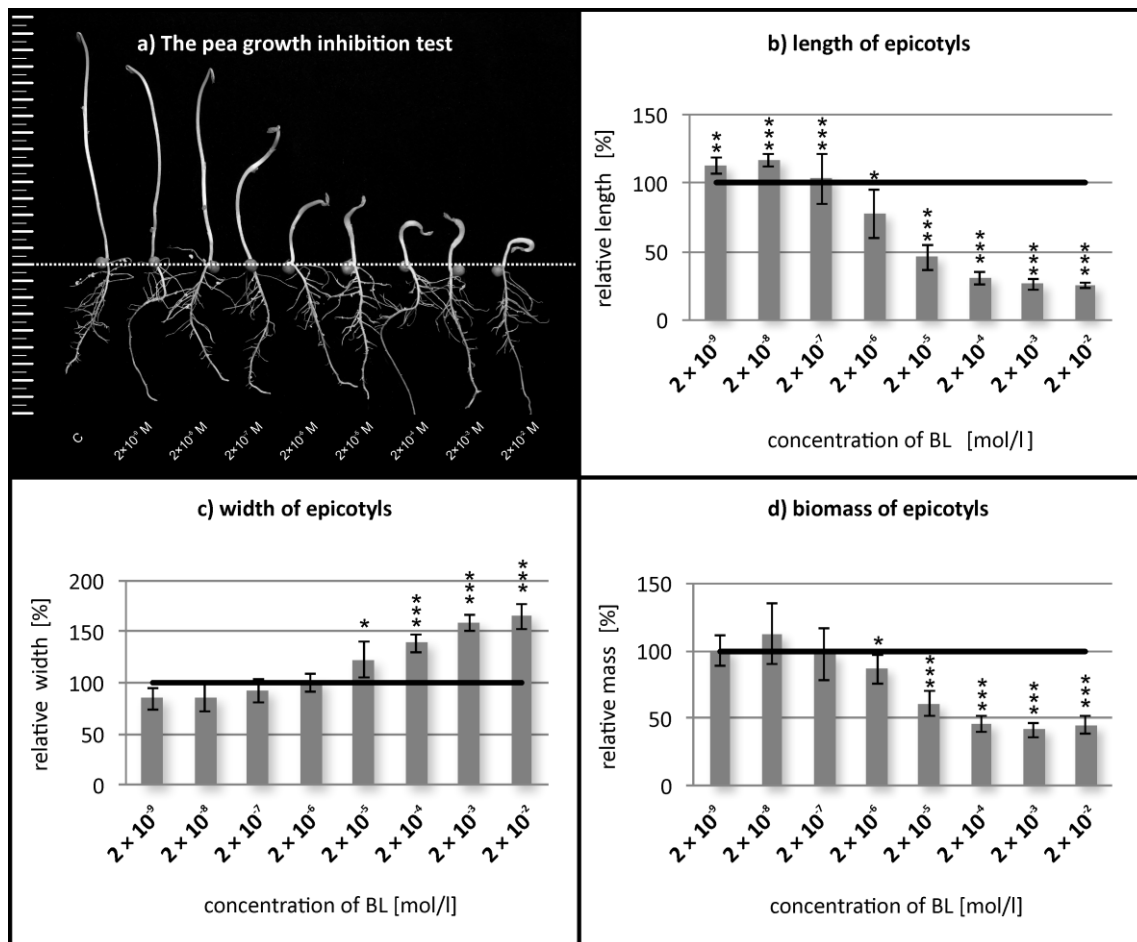 a) The pea growth inhibition test
C
2×10⁻⁹ M
2×10⁻⁸ M
2×10⁻⁷ M
2×10⁻⁶ M
2×10⁻⁵ M
2×10⁻⁴ M
2×10⁻³ M
2×10⁻² M
b) length of epicotyls
relative length [%]
150
100
50
0
**
***
***
*
***
***
***
***
2 × 10⁻⁹
2 × 10⁻⁸
2 × 10⁻⁷
2 × 10⁻⁶
2 × 10⁻⁵
2 × 10⁻⁴
2 × 10⁻³
2 × 10⁻²
concentration of BL [mol/l]
c) width of epicotyls
relative width [%]
200
150
100
50
0
*
***
***
***
2 × 10⁻⁹
2 × 10⁻⁸
2 × 10⁻⁷
2 × 10⁻⁶
2 × 10⁻⁵
2 × 10⁻⁴
2 × 10⁻³
2 × 10⁻²
concentration of BL [mol/l]
d) biomass of epicotyls
relative mass [%]
150
100
50
0
*
***
***
***
***
2 × 10⁻⁹
2 × 10⁻⁸
2 × 10⁻⁷
2 × 10⁻⁶
2 × 10⁻⁵
2 × 10⁻⁴
2 × 10⁻³
2 × 10⁻²
concentration of BL [mol/l]